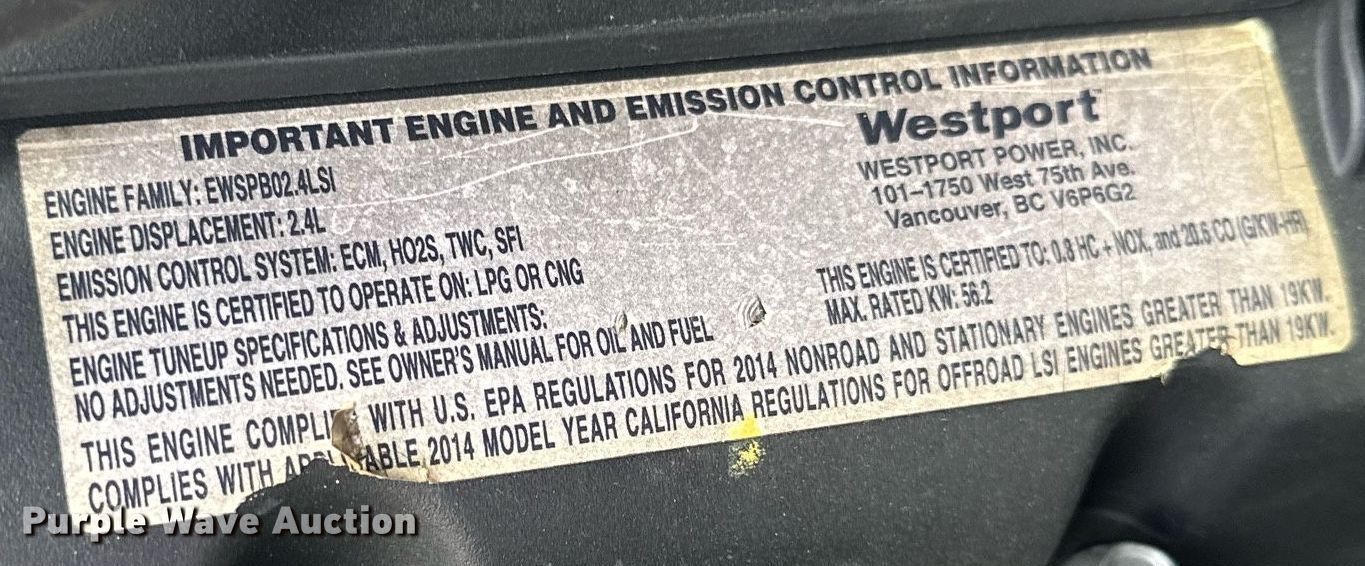 IMPORTANT ENGINE AND EMISSION CONTROL INFORMATION
Westport™
WESTPORT POWER, INC.
101-1750 West 75th Ave.
Vancouver, BC V6P6G2
ENGINE FAMILY: EWSPB02.4LSI
ENGINE DISPLACEMENT: 2.4L
EMISSION CONTROL SYSTEM: ECM, HO2S, TWC, SFI
THIS ENGINE IS CERTIFIED TO OPERATE ON: LPG OR CNG
ENGINE TUNEUP SPECIFICATIONS & ADJUSTMENTS:
NO ADJUSTMENTS NEEDED. SEE OWNER'S MANUAL FOR OIL AND FUEL
THIS ENGINE IS CERTIFIED TO: 0.8 HC + NOX, and 20.6 CO (G/KW-HR)
MAX. RATED KW: 56.2
THIS ENGINE COMPLI WITH U.S. EPA REGULATIONS FOR 2014 NONROAD AND STATIONARY ENGINES GREATER THAN 19KW.
COMPLIES WITH ABLE 2014 MODEL YEAR CALIFORNIA REGULATIONS FOR OFFROAD LSI ENGINES GREATER THAN 19KW.
Purple Wave Auction